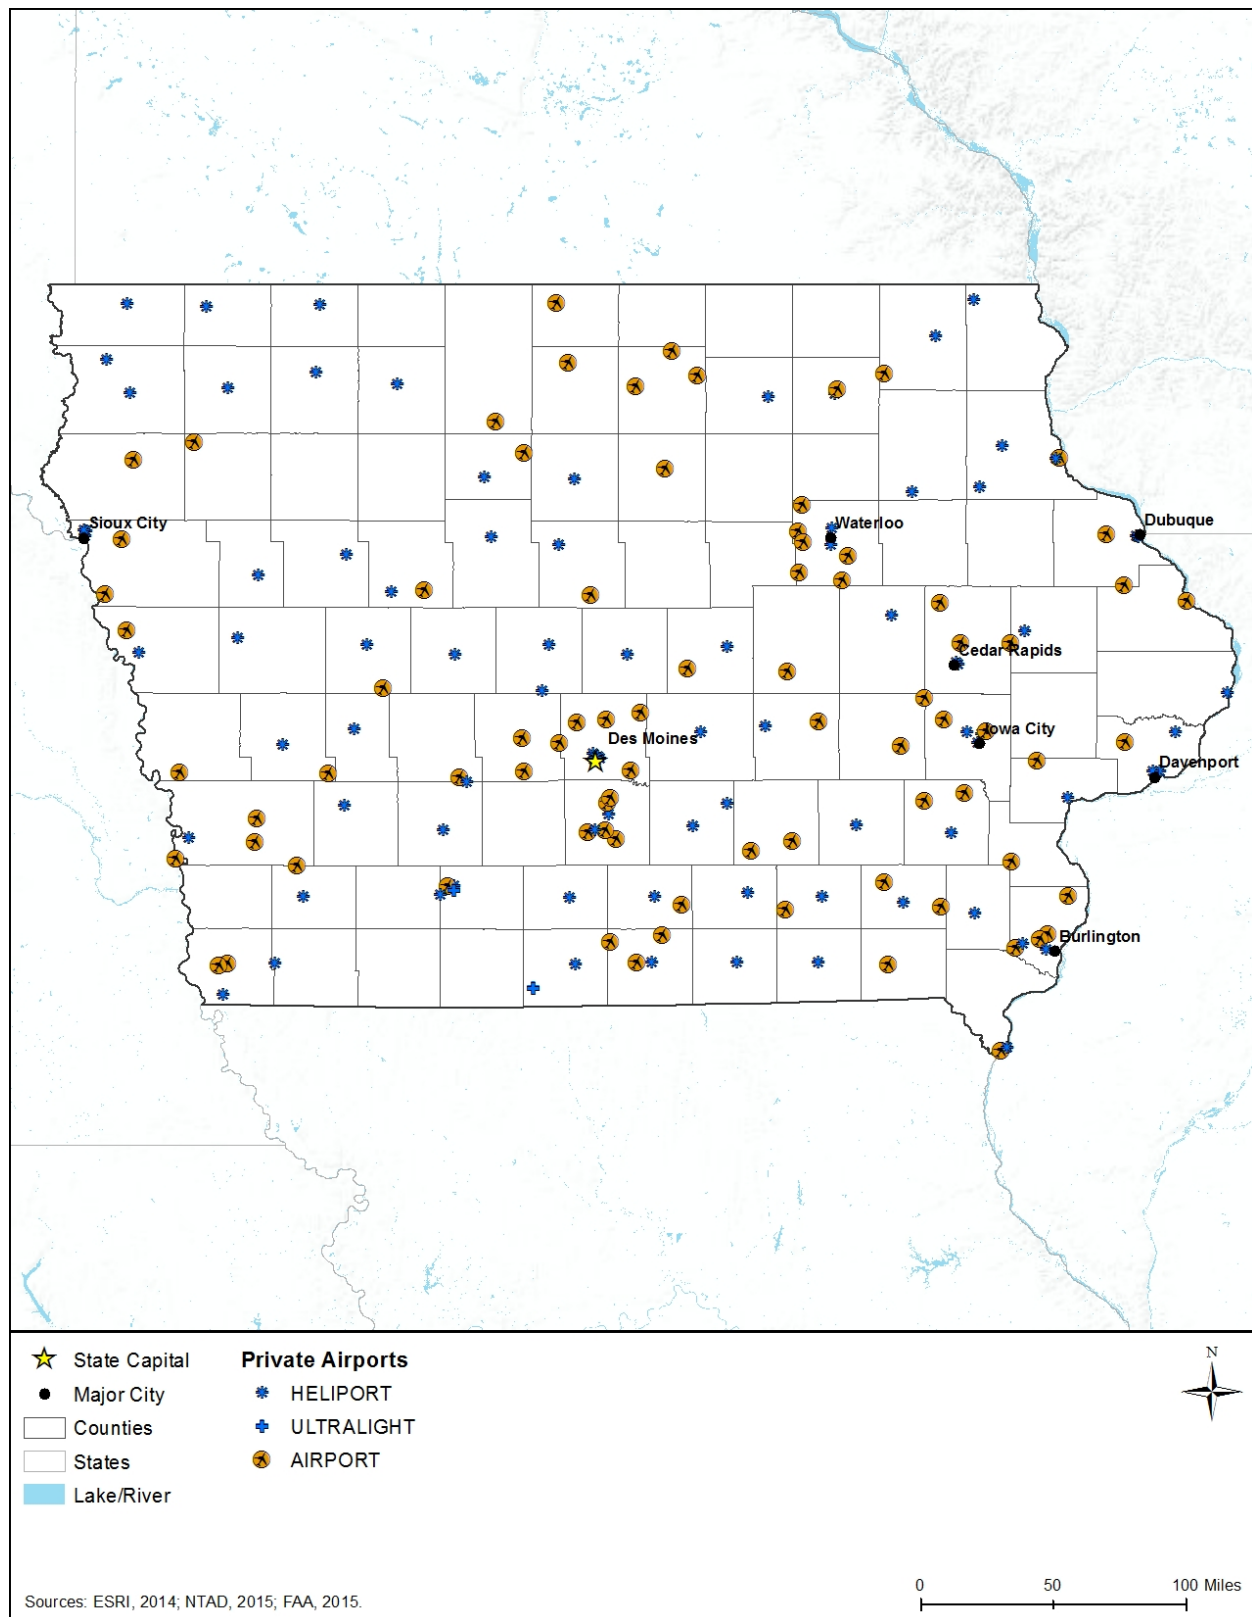 Sioux City
Waterloo
Dubuque
Cedar Rapids
Iowa City
Des Moines
Davenport
Burlington
State Capital
Major City
Counties
States
Lake/River
Private Airports
HELIPORT
ULTRALIGHT
AIRPORT
N
0 50 100 Miles
Sources: ESRI, 2014; NTAD, 2015; FAA, 2015.